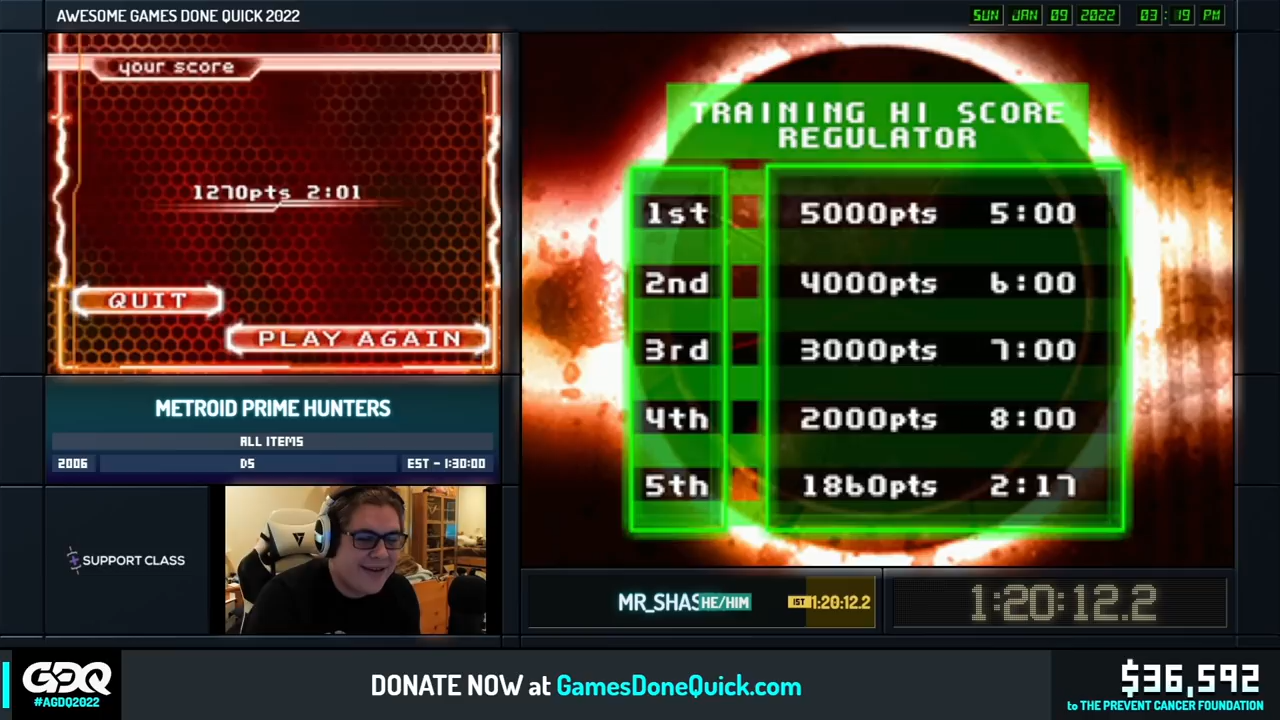 AWESOME GAMES DONE QUICK 2022
SUN JAN 09 2022 03:19 PM
your score
1270pts 2:01
QUIT
PLAY AGAIN
TRAINING HI SCORE
REGULATOR
1st 5000pts 5:00
2nd 4000pts 6:00
3rd 3000pts 7:00
4th 2000pts 8:00
5th 1860pts 2:17
METROID PRIME HUNTERS
ALL ITEMS
2006 DS EST - 1:30:00
SUPPORT CLASS
MR_SHAS HE/HIM 1ST 1:20:12.2
1:20:12.2
GDQ
#AGDQ2022
DONATE NOW at GamesDoneQuick.com
$36,592
to THE PREVENT CANCER FOUNDATION